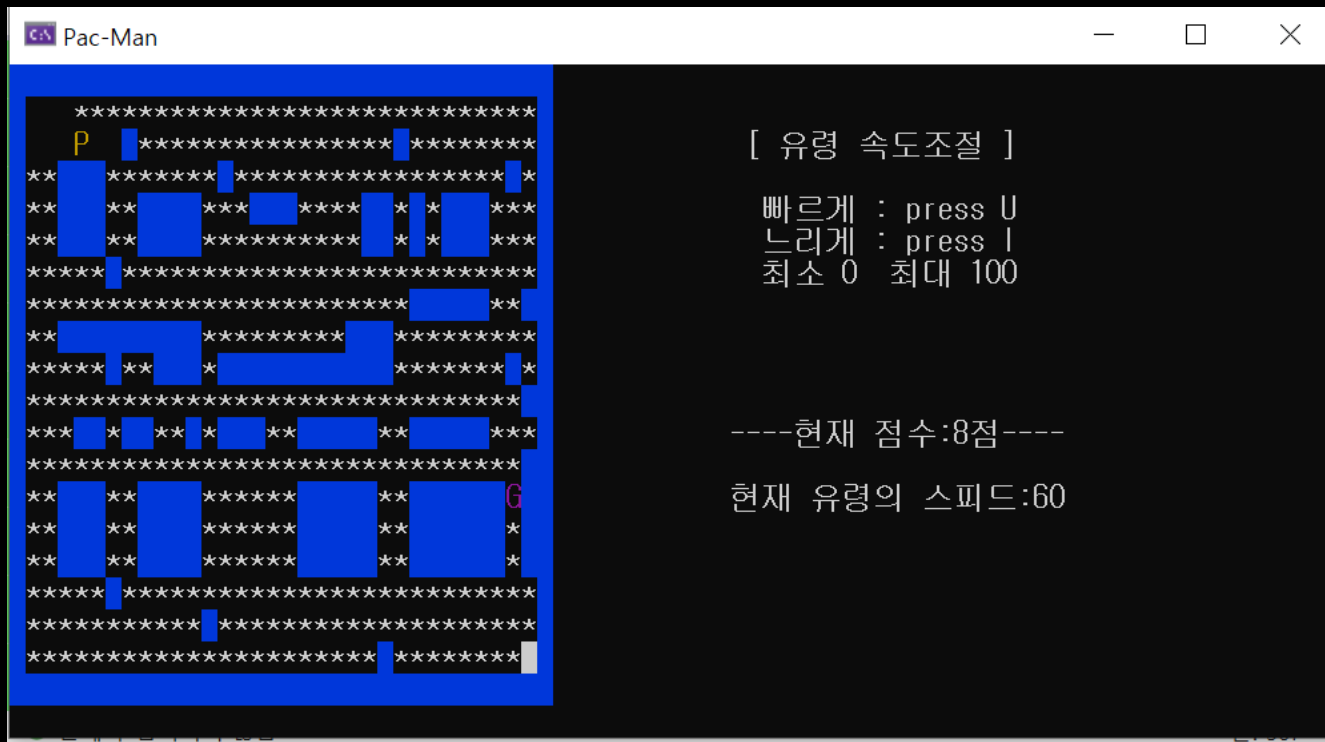 Pac-Man
****************************
P ****************  ********
** ******* ***************** *
** ** *** **** * * ***
** ** ********** * * ***
***** **************************
************************ **
** ********* *********
***** ** * ******* *
*******************************
*** * ** * ** ** ***
*******************************
** ** ****** ** G
** ** ****** ** *
** ** ****** ** *
***** **************************
*********** ********************
********************** ********
[ 유령 속도조절 ]
빠르게 : press U
느리게 : press I
최소 0 최대 100
----현재 점수:8점----
현재 유령의 스피드:60